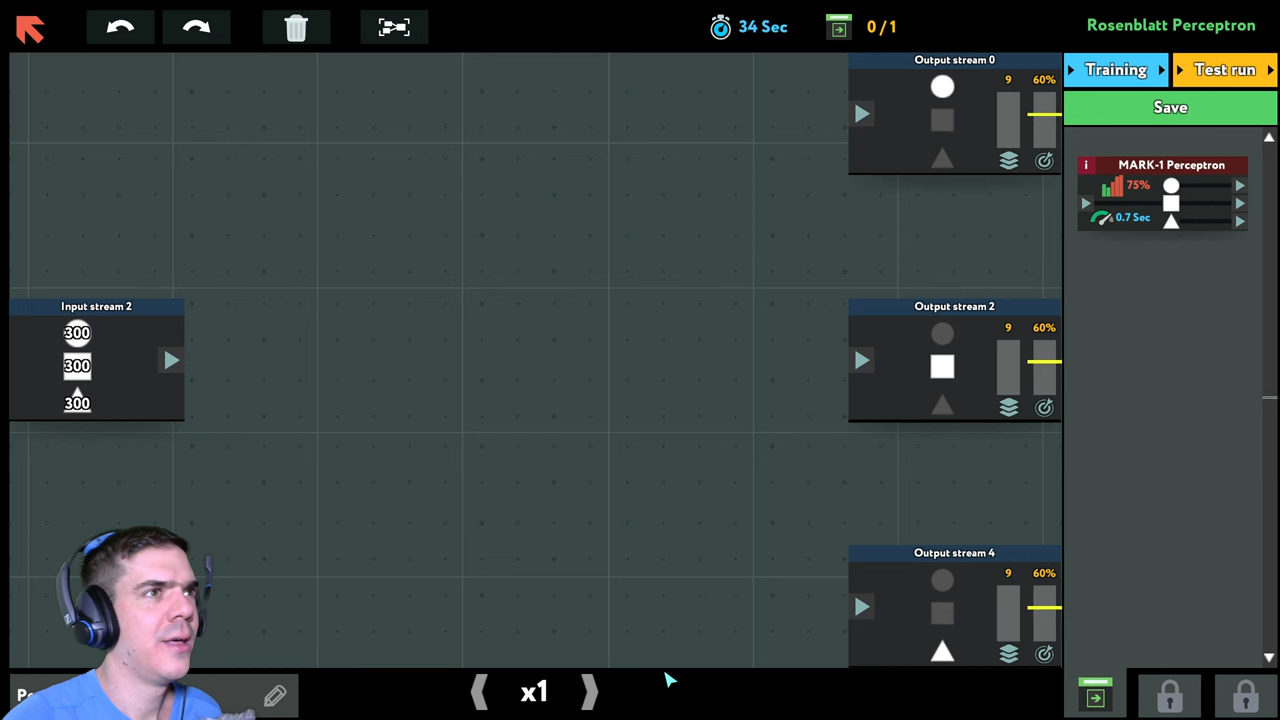 34 Sec
0/1
Rosenblatt Perceptron
Training
Test run
Save
Output stream 0
9 60%
MARK-1 Perceptron
i
75%
0.7 Sec
Input stream 2
300
300
300
Output stream 2
9 60%
Output stream 4
9 60%
x1